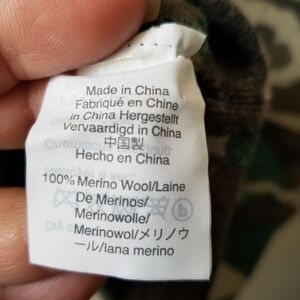 Made in China
Fabriqué en Chine
in China Hergestellt
Vervaardigd in China
中国製
Hecho en China
100% Merino Wool/Laine
De Merinos/
Merinowolle/
Merinowol/メリノウ
ール/lana merino